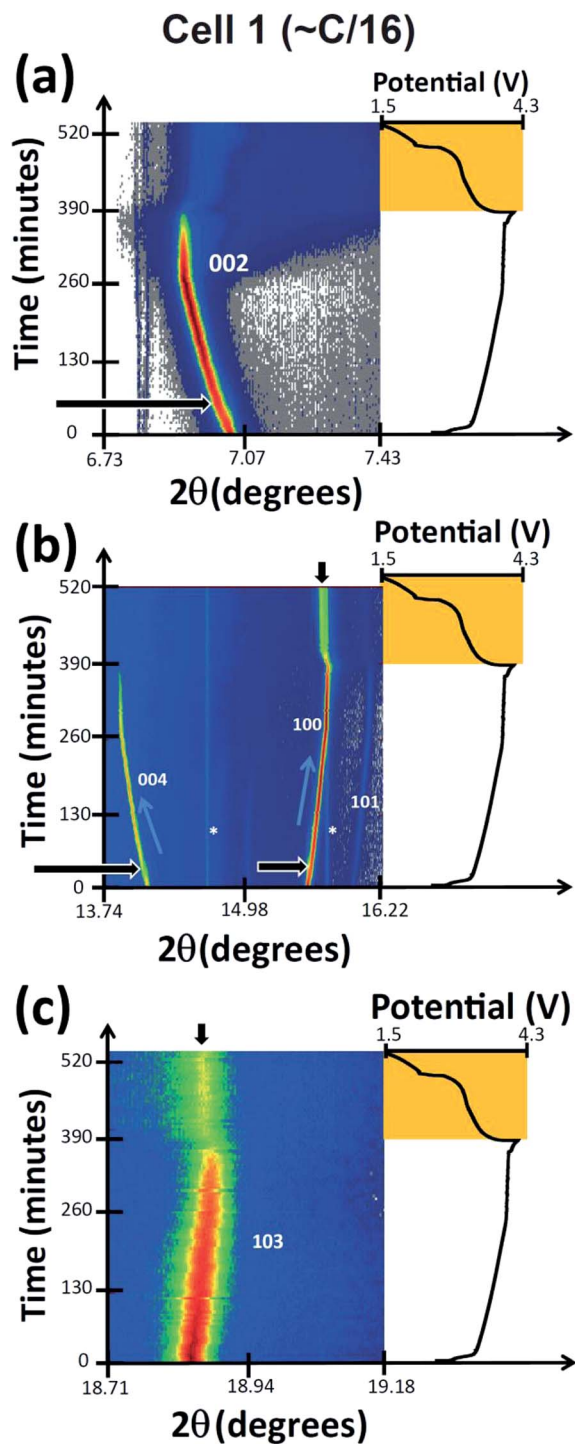 Cell 1 (~C/16)
(a)
Potential (V)
1.5 4.3
Time (minutes)
520
390
260
130
0
002
6.73 7.07 7.43
2θ(degrees)
(b)
Potential (V)
1.5 4.3
Time (minutes)
520
390
260
130
0
004
100
101
*
*
13.74 14.98 16.22
2θ(degrees)
(c)
Potential (V)
1.5 4.3
Time (minutes)
520
390
260
130
0
103
18.71 18.94 19.18
2θ(degrees)